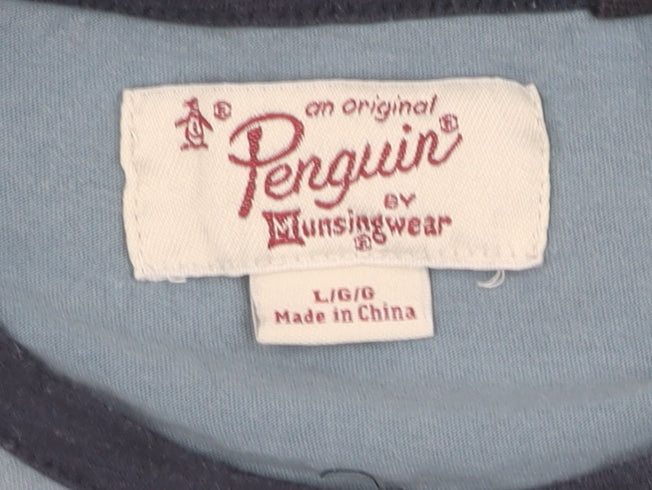 an original
Penguin®
BY
Munsingwear®
L/G/G
Made in China